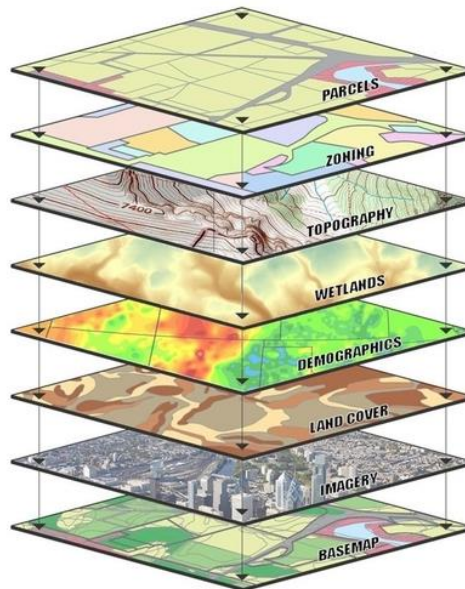 PARCELS
ZONING
7400
TOPOGRAPHY
WETLANDS
DEMOGRAPHICS
LAND COVER
IMAGERY
BASEMAP